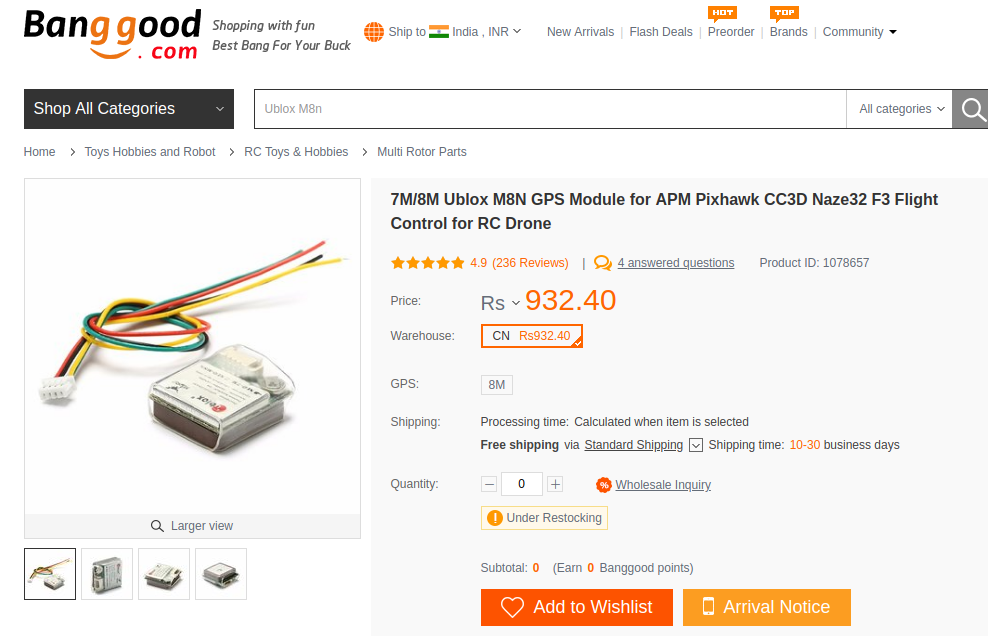 Banggood
.com
Shopping with fun
Best Bang For Your Buck
Ship to India , INR
New Arrivals | Flash Deals | Preorder | Brands | Community
HOT
TOP
Shop All Categories
Ublox M8n
All categories
Home > Toys Hobbies and Robot > RC Toys & Hobbies > Multi Rotor Parts
7M/8M Ublox M8N GPS Module for APM Pixhawk CC3D Naze32 F3 Flight
Control for RC Drone
4.9 (236 Reviews) | 4 answered questions Product ID: 1078657
Price: Rs 932.40
Warehouse: CN Rs932.40
GPS: 8M
Shipping: Processing time: Calculated when item is selected
Free shipping via Standard Shipping Shipping time: 10-30 business days
Quantity: − 0 + % Wholesale Inquiry
! Under Restocking
Subtotal: 0 (Earn 0 Banggood points)
Add to Wishlist
Arrival Notice
Larger view